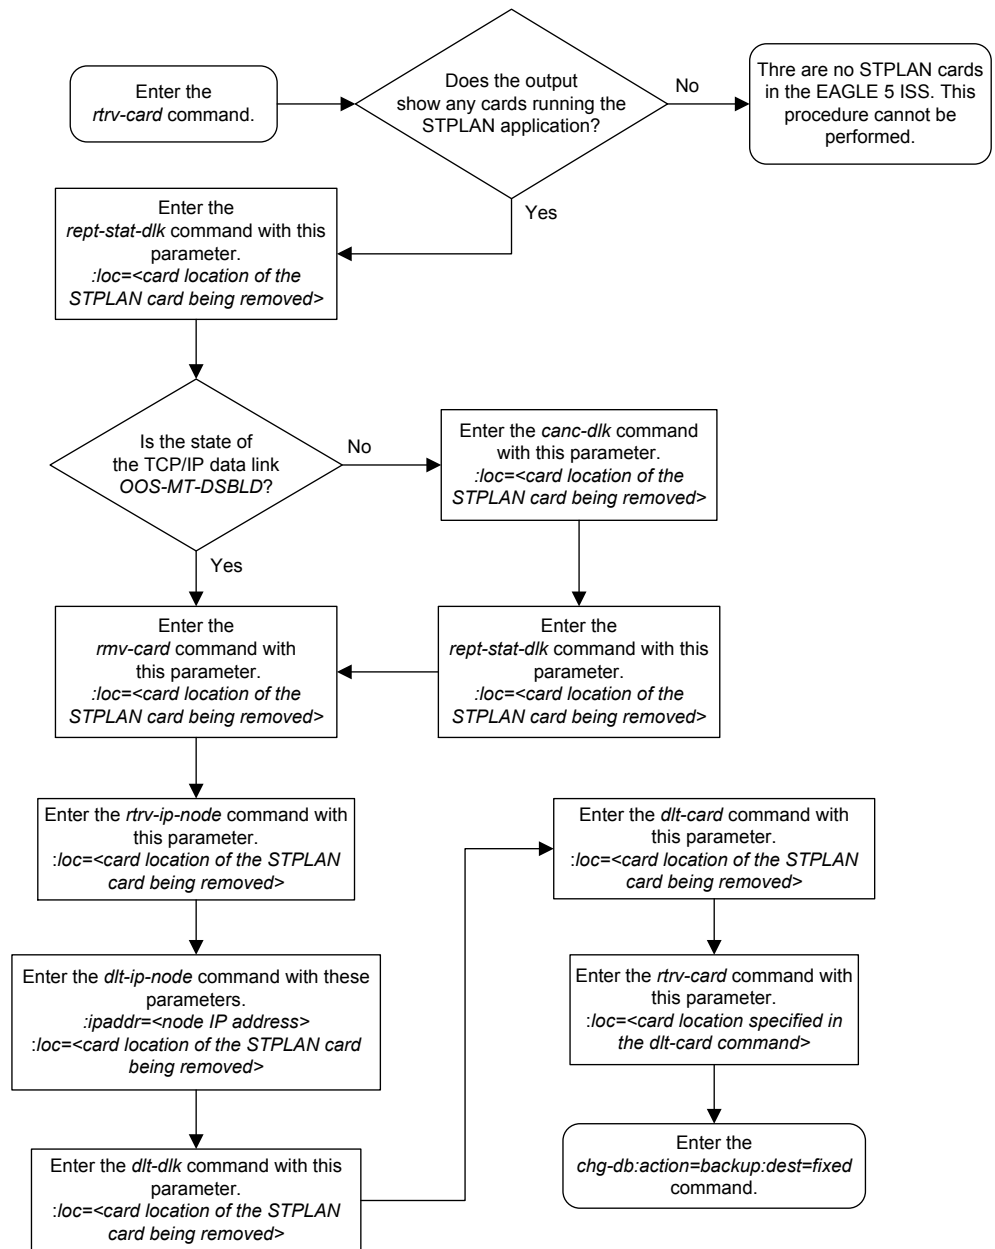 Enter the
rtrv-card command.
Does the output
show any cards running the
STPLAN application?
No
Thre are no STPLAN cards
in the EAGLE 5 ISS. This
procedure cannot be
performed.
Yes
Enter the
rept-stat-dlk command with this
parameter.
:loc=<card location of the
STPLAN card being removed>
Is the state of
the TCP/IP data link
OOS-MT-DSBLD?
No
Enter the canc-dlk command
with this parameter.
:loc=<card location of the
STPLAN card being removed>
Yes
Enter the
rmv-card command with
this parameter.
:loc=<card location of the
STPLAN card being removed>
Enter the
rept-stat-dlk command with this
parameter.
:loc=<card location of the
STPLAN card being removed>
Enter the rtrv-ip-node command with
this parameter.
:loc=<card location of the STPLAN
card being removed>
Enter the dlt-ip-node command with these
parameters.
:ipaddr=<node IP address>
:loc=<card location of the STPLAN card
being removed>
Enter the dlt-dlk command with this
parameter.
:loc=<card location of the STPLAN
card being removed>
Enter the dlt-card command with
this parameter.
:loc=<card location of the STPLAN
card being removed>
Enter the rtrv-card command with
this parameter.
:loc=<card location specified in
the dlt-card command>
Enter the
chg-db:action=backup:dest=fixed
command.